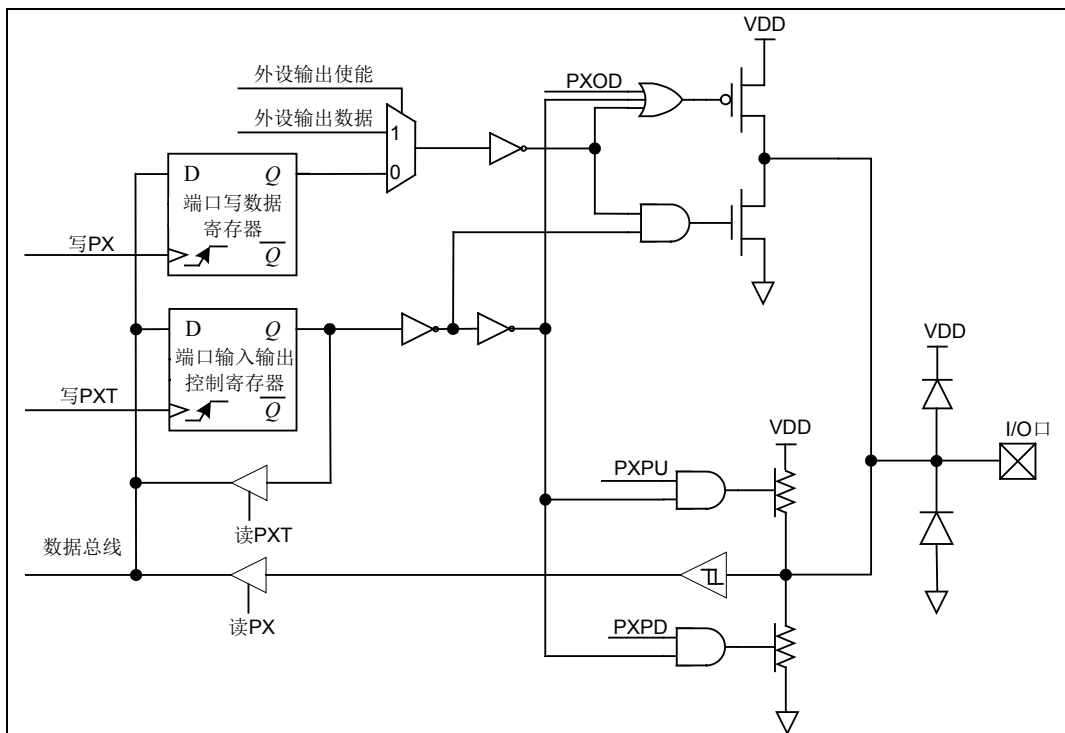 VDD
外设输出使能
PXOD
外设输出数据
1
0
D Q
端口写数据
寄存器
写PX
Q
D Q
端口输入输出
控制寄存器
写PXT
Q
VDD
I/O口
VDD
PXPU
读PXT
数据总线
读PX
PXPD